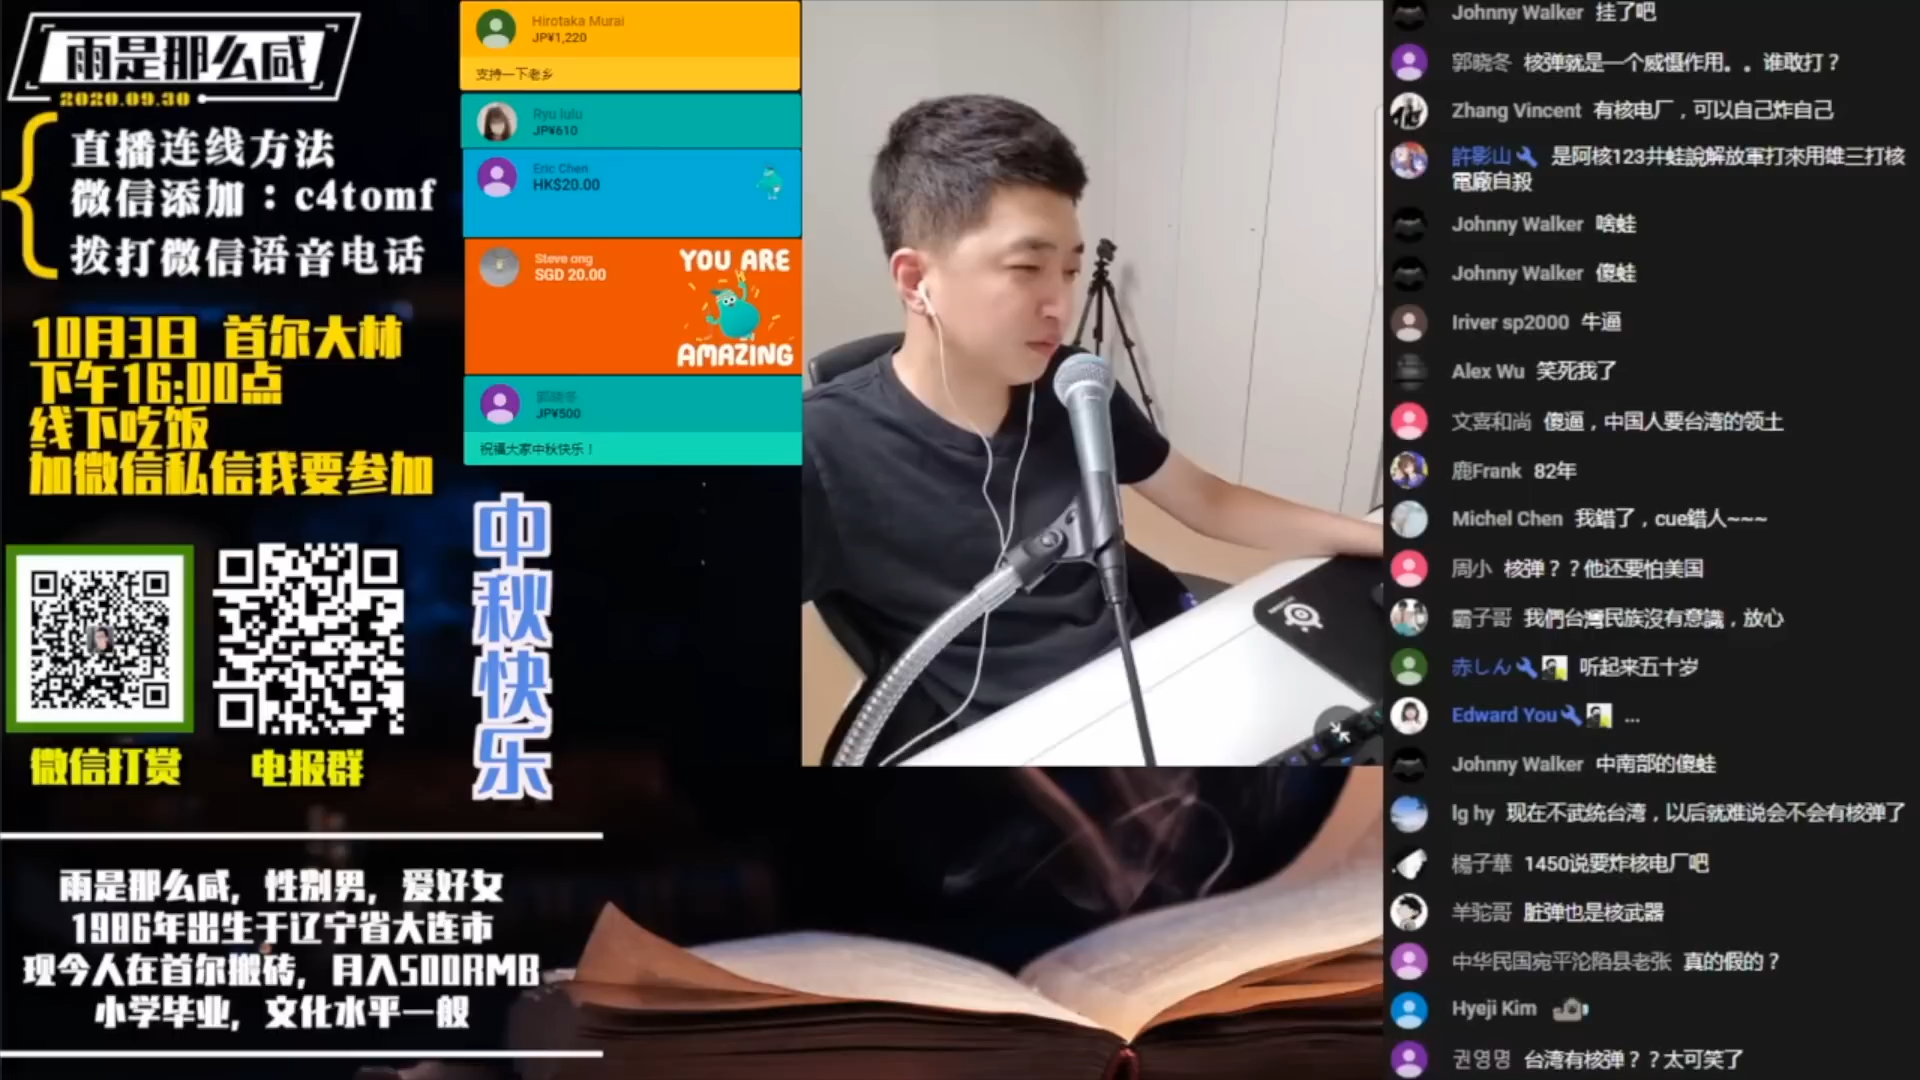 雨是那么咸
2020.09.30
直播连线方法
微信添加：c4tomf
拨打微信语音电话
10月3日 首尔大林
下午16:00点
线下吃饭
加微信私信我要参加
微信打赏
电报群
雨是那么咸，性别男，爱好女
1986年出生于辽宁省大连市
现今人在首尔搬砖，月入500RMB
小学毕业，文化水平一般
Hirotaka Murai
JP¥1,220
支持一下老乡
Ryu lulu
JP¥610
Eric Chen
HK$20.00
Steve ong
SGD 20.00
YOU ARE
AMAZING
郭晓冬
JP¥500
祝福大家中秋快乐！
中秋快乐
Johnny Walker 挂了吧
郭晓冬 核弹就是一个威慑作用。。谁敢打？
Zhang Vincent 有核电厂，可以自己炸自己
許影山 是阿核123井蛙說解放軍打來用雄三打核
電廠自殺
Johnny Walker 啥蛙
Johnny Walker 傻蛙
Iriver sp2000 牛逼
Alex Wu 笑死我了
文喜和尚 傻逼，中国人要台湾的领土
鹿Frank 82年
Michel Chen 我錯了，cue錯人~~~
周小 核弹？？他还要怕美国
霸子哥 我們台灣民族沒有意識，放心
赤しん 听起来五十岁
Edward You ...
Johnny Walker 中南部的傻蛙
lg hy 现在不武統台湾，以后就难说会不会有核弹了
楊子華 1450说要炸核电厂吧
羊驼哥 脏弹也是核武器
中华民国宛平沦陷县老张 真的假的？
Hyeji Kim
권영명 台湾有核弹？？太可笑了